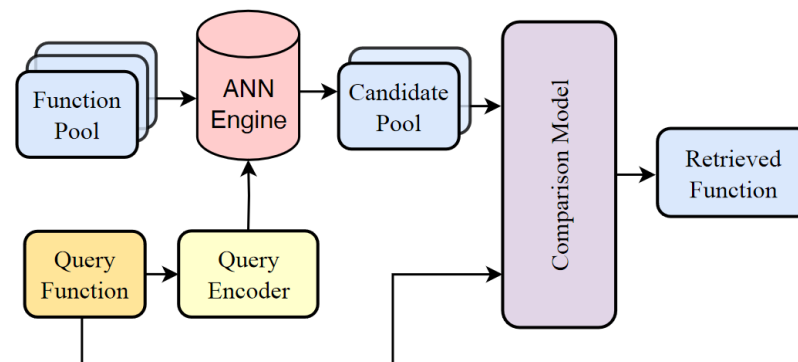 Function
Pool
ANN
Engine
Candidate
Pool
Comparison Model
Retrieved
Function
Query
Function
Query
Encoder